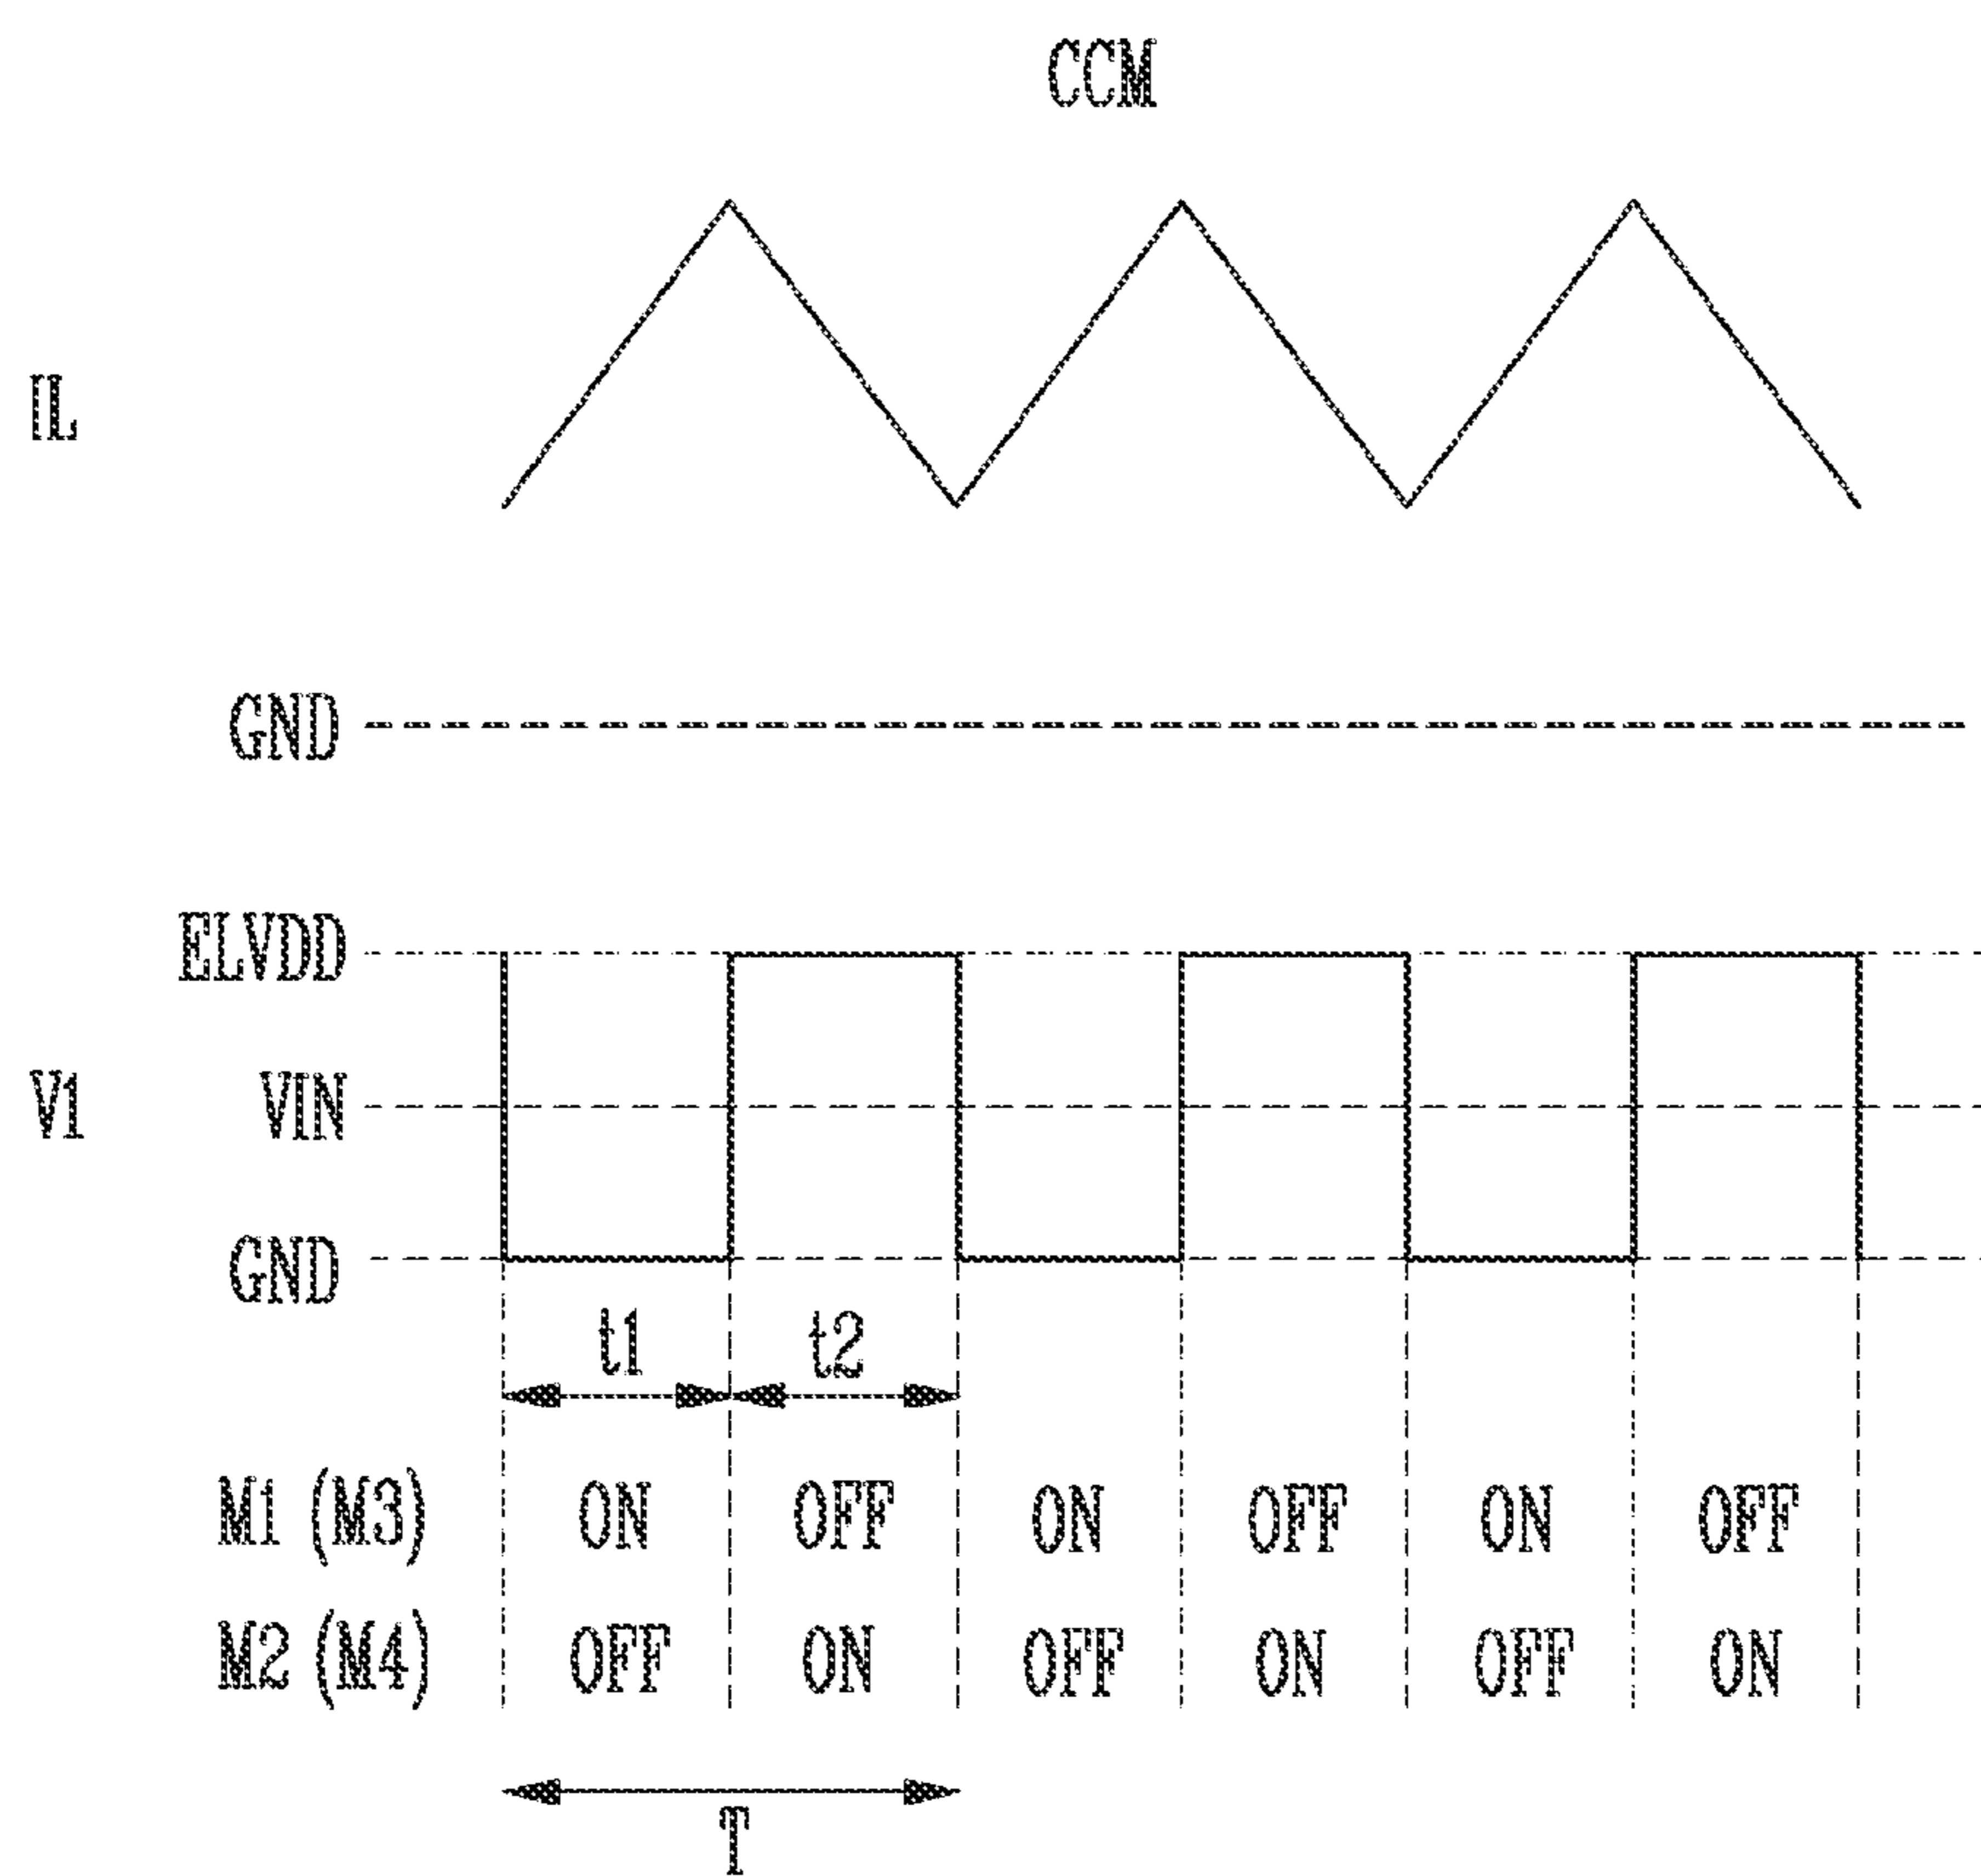 CCM
IL
GND
ELVDD
V1 VIN
GND
t1 t2
M1 (M3) ON OFF ON OFF ON OFF
M2 (M4) OFF ON OFF ON OFF ON
T